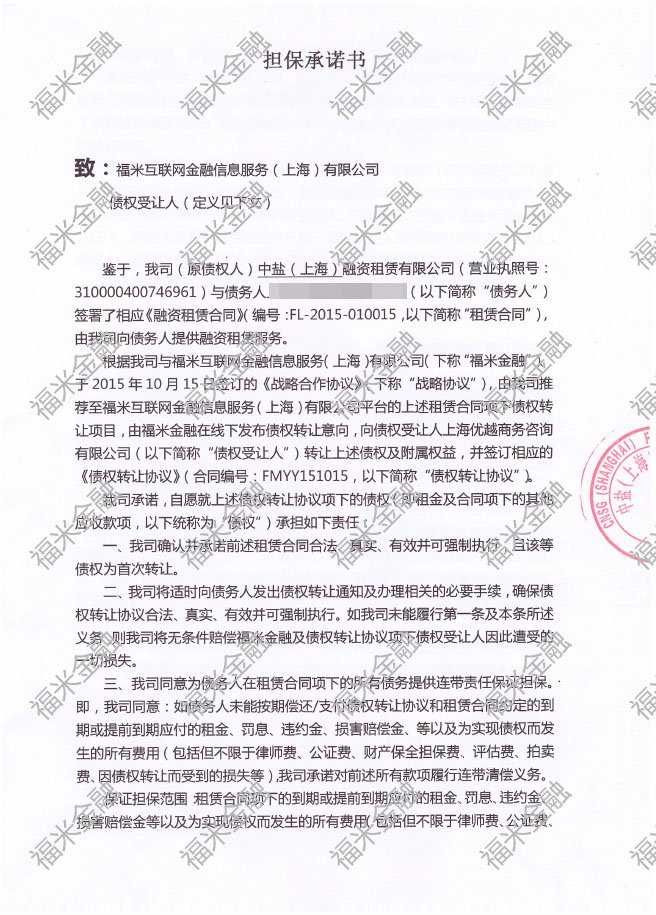 担保承诺书
致：福米互联网金融信息服务（上海）有限公司
债权受让人（定义见下文）
鉴于，我司（原债权人）中盐（上海）融资租赁有限公司（营业执照号：
310000400746961）与债务人（以下简称“债务人”）
签署了相应《融资租赁合同》（编号：FL-2015-010015，以下简称“租赁合同”），
由我司向债务人提供融资租赁服务。
根据我司与福米互联网金融信息服务（上海）有限公司（下称“福米金融”）
于 2015 年 10 月 15 日签订的《战略合作协议》（下称“战略协议”），由我司推
荐至福米互联网金融信息服务（上海）有限公司平台的上述租赁合同项下债权转
让项目，由福米金融在线下发布债权转让意向，向债权受让人上海优越商务咨询
有限公司（以下简称“债权受让人”）转让上述债权及附属权益，并签订相应的
《债权转让协议》（合同编号：FMYY151015，以下简称“债权转让协议”）。
我司承诺，自愿就上述债权转让协议项下的债权（即租金及合同项下的其他
应收款项，以下统称为“债权”）承担如下责任：
一、我司确认并承诺前述租赁合同合法、真实、有效并可强制执行，且该等
债权为首次转让。
二、我司将适时向债务人发出债权转让通知及办理相关的必要手续，确保债
权转让协议合法、真实、有效并可强制执行。如我司未能履行第一条及本条所述
义务，则我司将无条件赔偿福米金融及债权转让协议项下债权受让人因此遭受的
一切损失。
三、我司同意为债务人在租赁合同项下的所有债务提供连带责任保证担保。
即，我司同意：如债务人未能按期偿还/支付债权转让协议和租赁合同约定的到
期或提前到期应付的租金、罚息、违约金、损害赔偿金、等以及为实现债权而发
生的所有费用（包括但不限于律师费、公证费、财产保全担保费、评估费、拍卖
费、因债权转让而受到的损失等），我司承诺对前述所有款项履行连带清偿义务。
保证担保范围：租赁合同项下的到期或提前到期应付的租金、罚息、违约金、
损害赔偿金等以及为实现债权而发生的所有费用（包括但不限于律师费、公证费、
CNSG (SHANGHAI) F
中盐（上海
福米金融